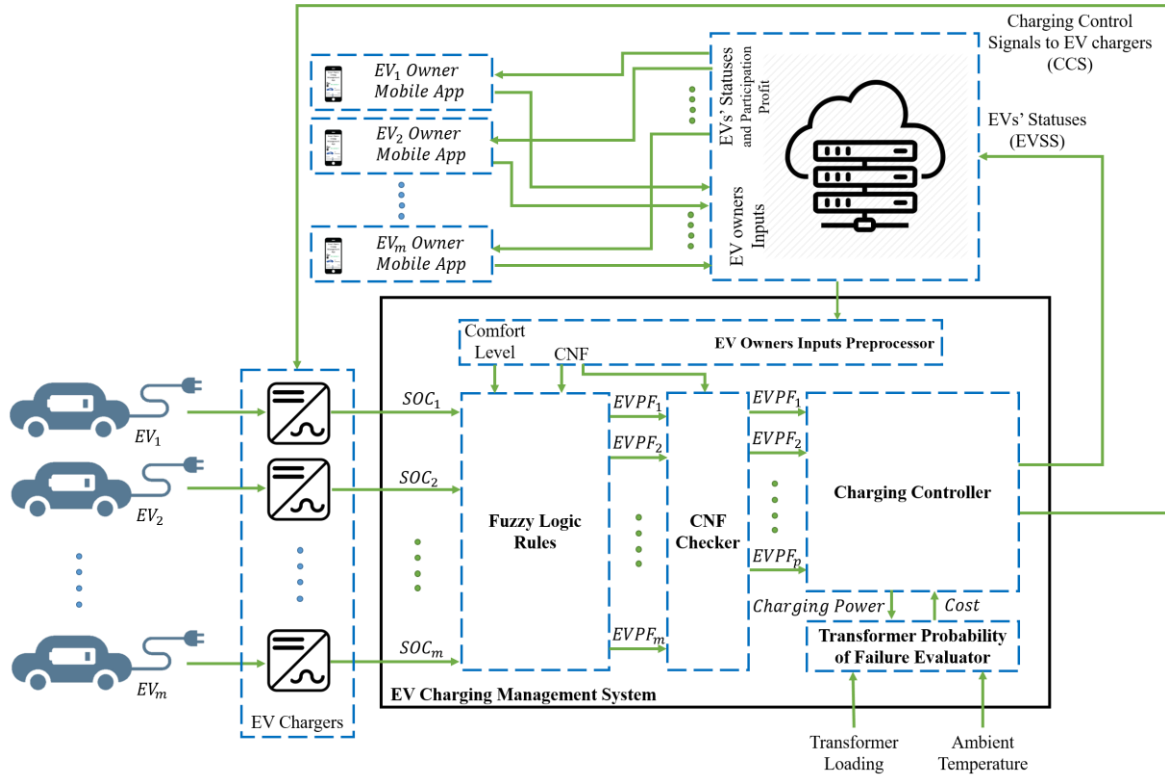 Charging Control
Signals to EV chargers
(CCS)
EV₁ Owner
Mobile App
EV₂ Owner
Mobile App
EVₘ Owner
Mobile App
EVs' Statuses
and Participation
Profit
EV owners
Inputs
EVs' Statuses
(EVSS)
EV Owners Inputs Preprocessor
Comfort
Level
CNF
EV₁
EV₂
EVₘ
EV Chargers
SOC₁
SOC₂
SOCₘ
Fuzzy Logic
Rules
EVPF₁
EVPF₂
EVPFₘ
CNF
Checker
EVPF₁
EVPF₂
EVPFₚ
Charging Controller
Charging Power
Cost
Transformer Probability
of Failure Evaluator
EV Charging Management System
Transformer
Loading
Ambient
Temperature